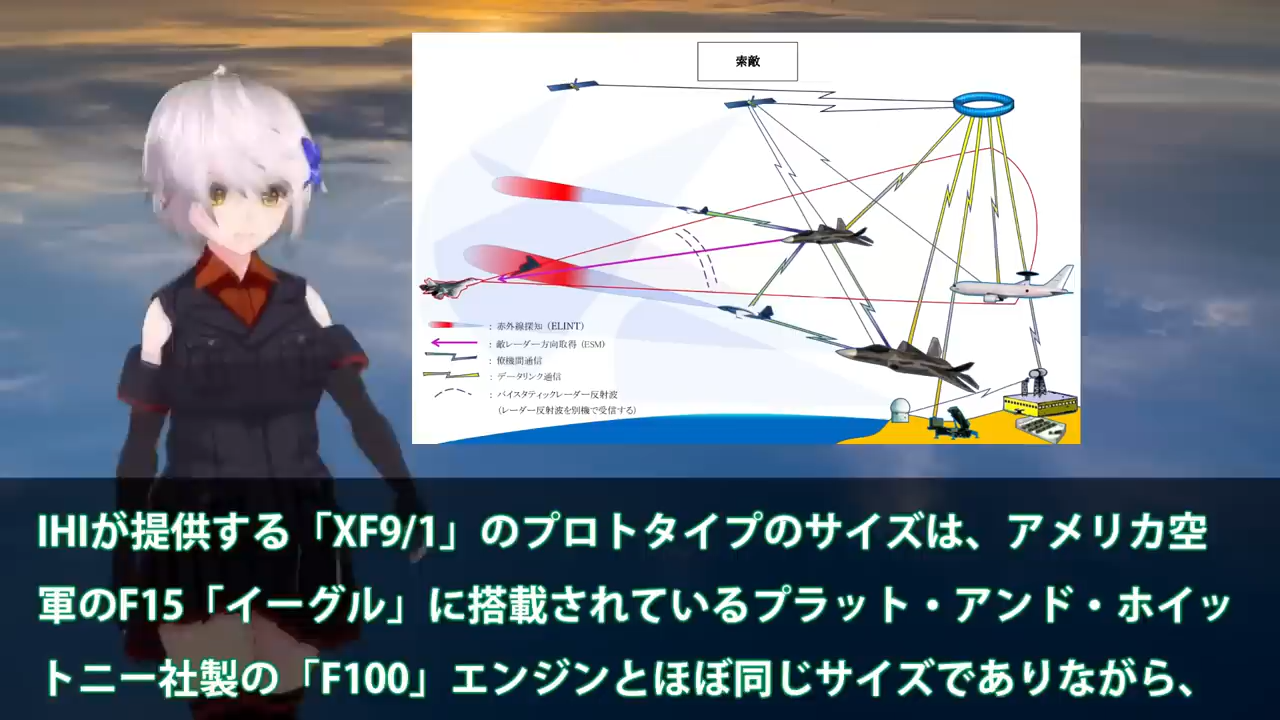 索敵
：赤外線探知（ELINT）
：敵レーダー方向取得（ESM）
：僚機間通信
：データリンク通信
：バイスタティックレーダー反射波
（レーダー反射波を別機で受信する）
IHIが提供する「XF9/1」のプロトタイプのサイズは、アメリカ空
軍のF15「イーグル」に搭載されているプラット・アンド・ホイッ
トニー社製の「F100」エンジンとほぼ同じサイズでありながら、